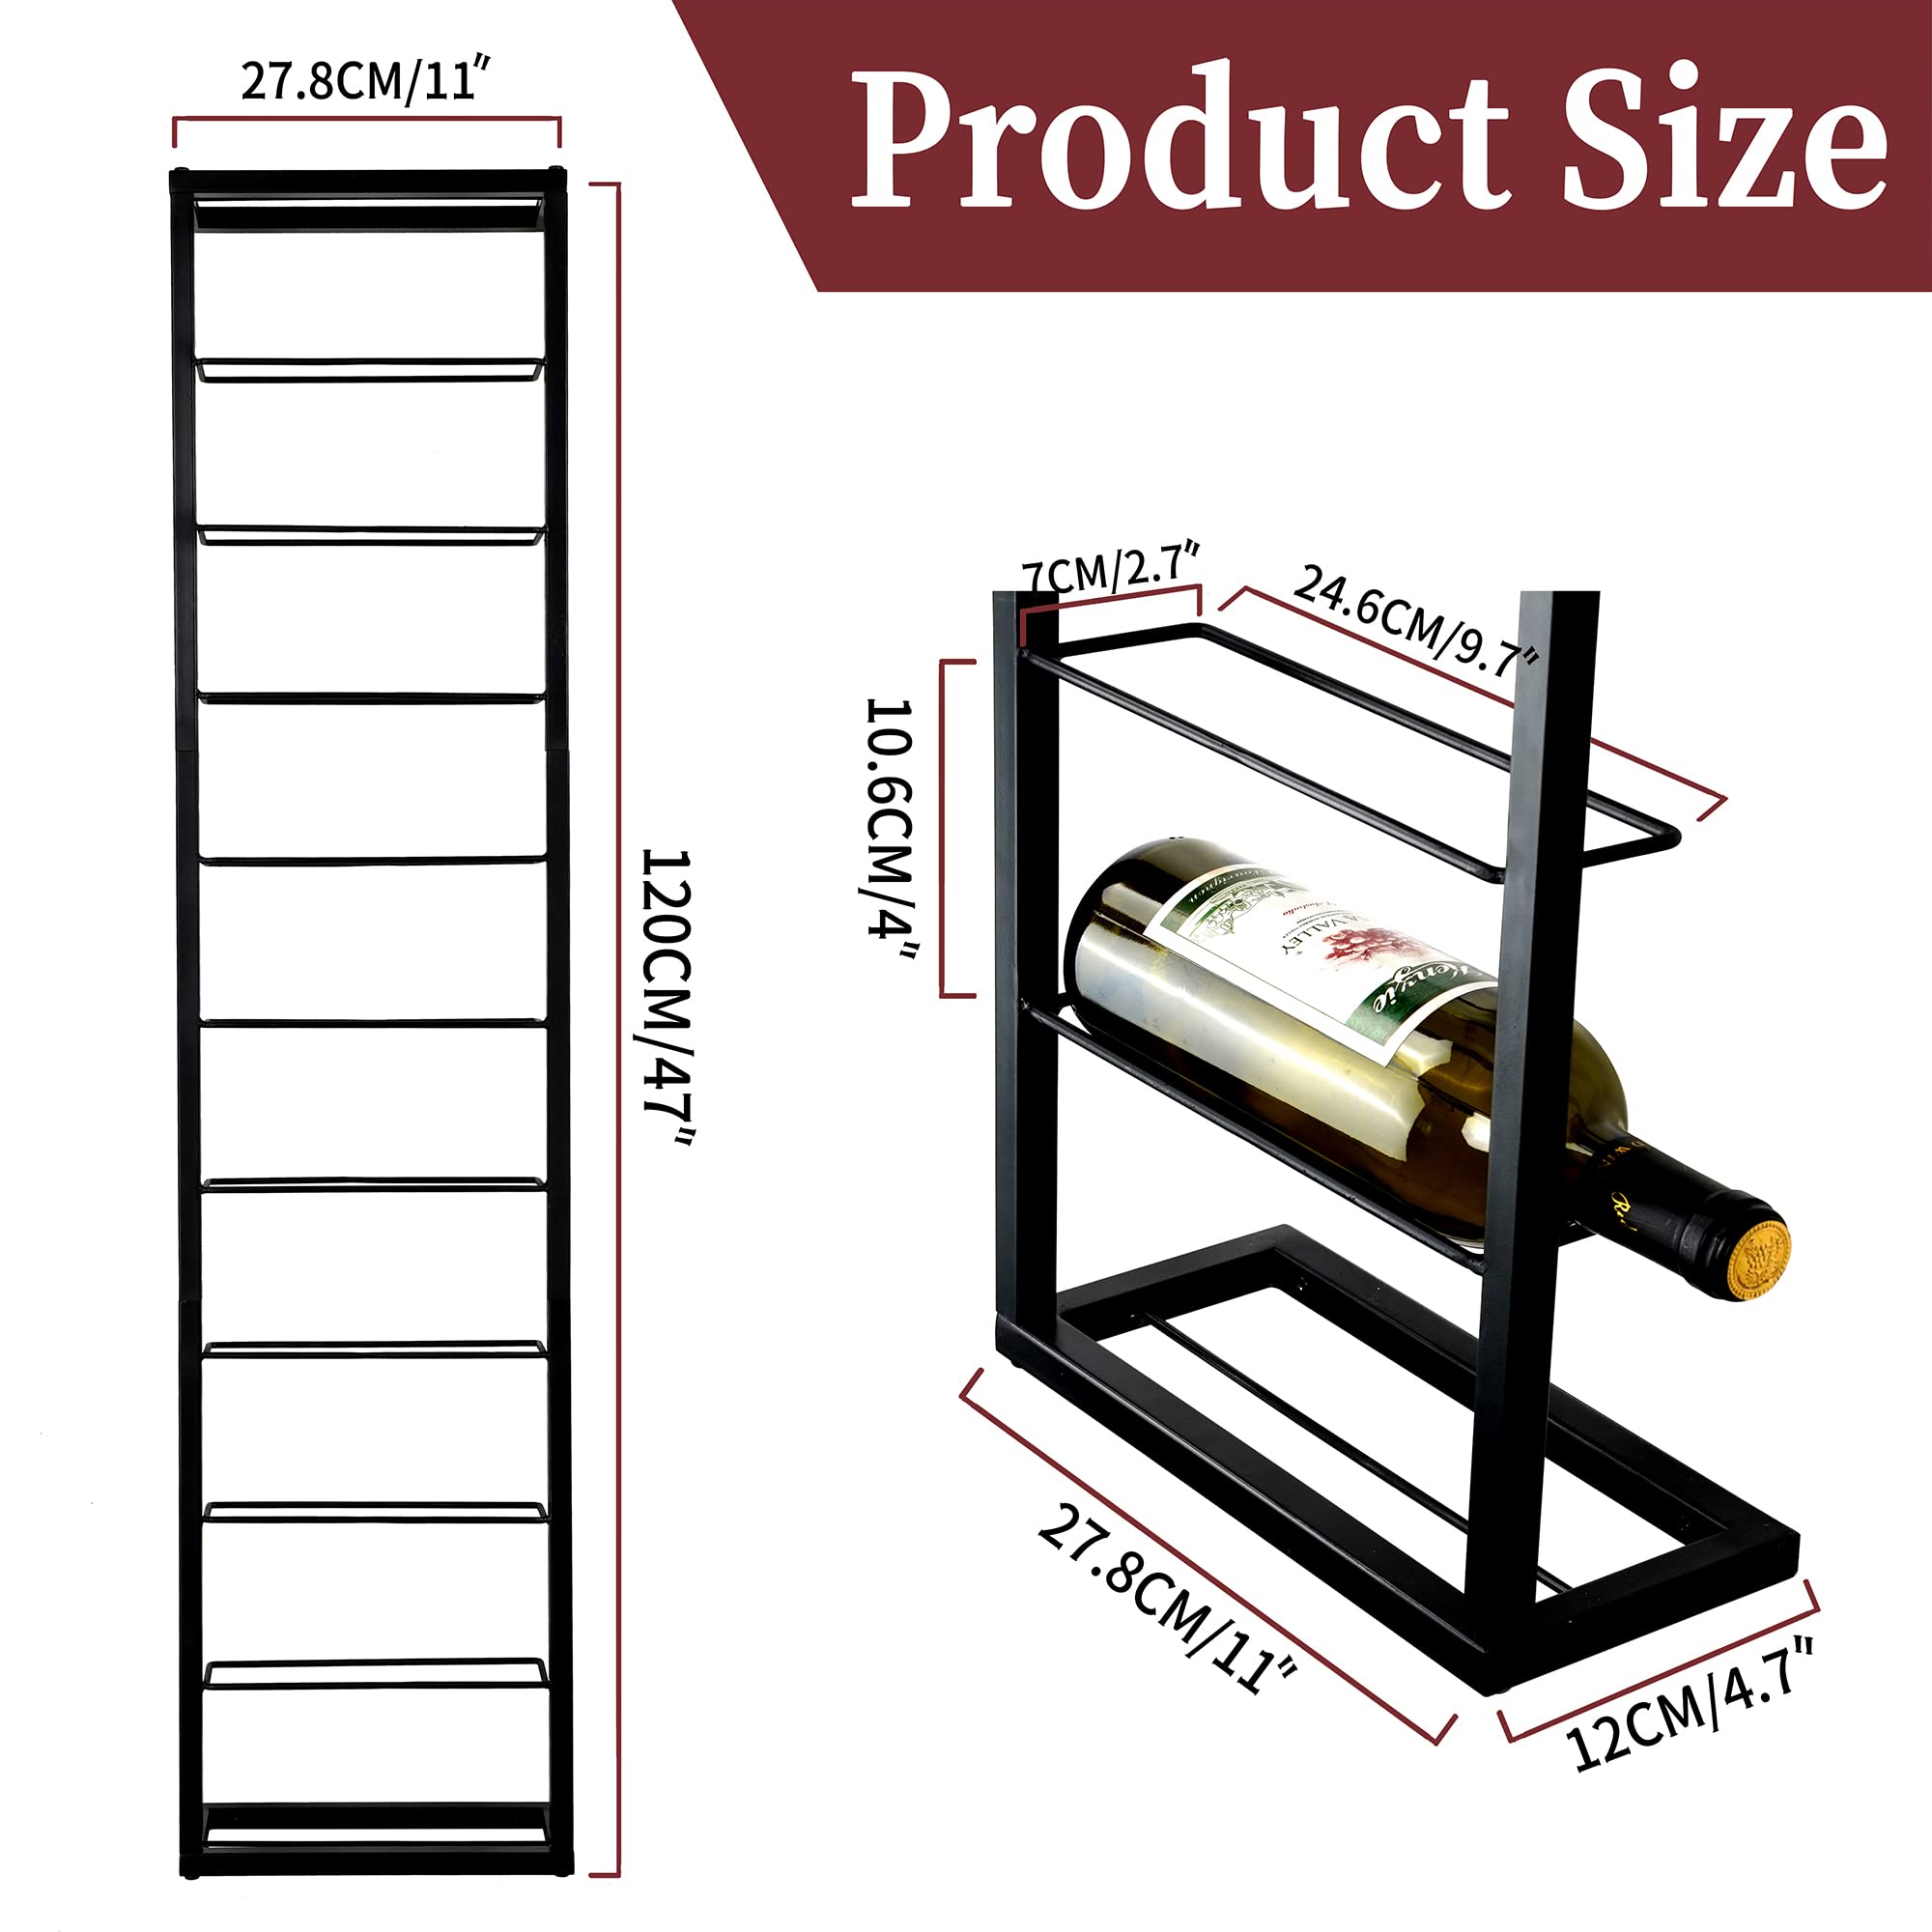 Product Size
27.8CM/11"
120CM/47"
7CM/2.7"
24.6CM/9.7"
10.6CM/4"
VALLEY
Kenzie
27.8CM/11"
12CM/4.7"